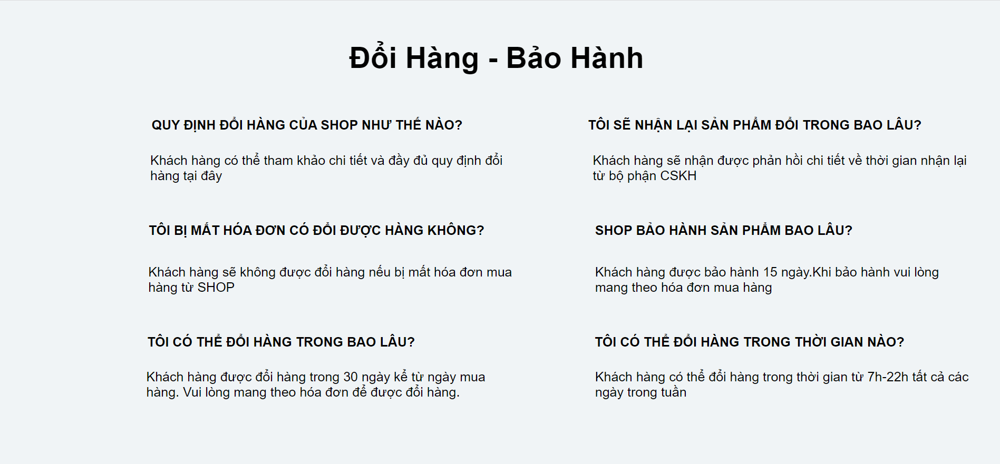 Đổi Hàng - Bảo Hành
QUY ĐỊNH ĐỔI HÀNG CỦA SHOP NHƯ THẾ NÀO?
Khách hàng có thể tham khảo chi tiết và đầy đủ quy định đổi
hàng tại đây
TÔI SẼ NHẬN LẠI SẢN PHẨM ĐỔI TRONG BAO LÂU?
Khách hàng sẽ nhận được phản hồi chi tiết về thời gian nhận lại
từ bộ phận CSKH
TÔI BỊ MẤT HÓA ĐƠN CÓ ĐỔI ĐƯỢC HÀNG KHÔNG?
Khách hàng sẽ không được đổi hàng nếu bị mất hóa đơn mua
hàng từ SHOP
SHOP BẢO HÀNH SẢN PHẨM BAO LÂU?
Khách hàng được bảo hành 15 ngày.Khi bảo hành vui lòng
mang theo hóa đơn mua hàng
TÔI CÓ THỂ ĐỔI HÀNG TRONG BAO LÂU?
Khách hàng được đổi hàng trong 30 ngày kể từ ngày mua
hàng. Vui lòng mang theo hóa đơn để được đổi hàng.
TÔI CÓ THỂ ĐỔI HÀNG TRONG THỜI GIAN NÀO?
Khách hàng có thể đổi hàng trong thời gian từ 7h-22h tất cả các
ngày trong tuần